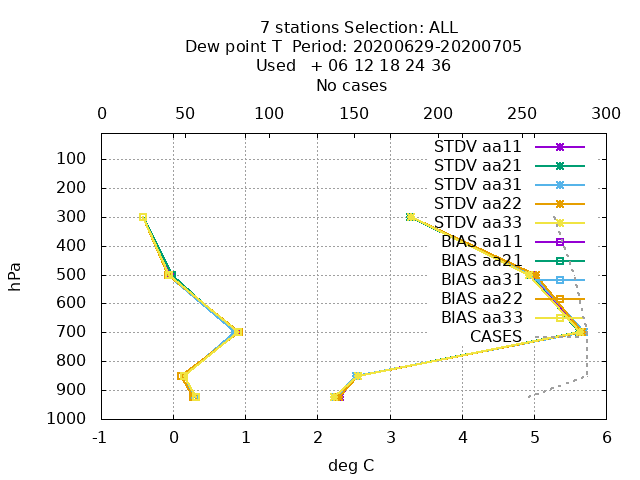 7 stations Selection: ALL
Dew point T  Period: 20200629-20200705
Used   + 06 12 18 24 36
No cases
0 50 100 150 200 250 300
STDV aa11
STDV aa21
STDV aa31
STDV aa22
STDV aa33
BIAS aa11
BIAS aa21
BIAS aa31
BIAS aa22
BIAS aa33
CASES
100
200
300
400
500
600
700
800
900
1000
hPa
-1 0 1 2 3 4 5 6
deg C